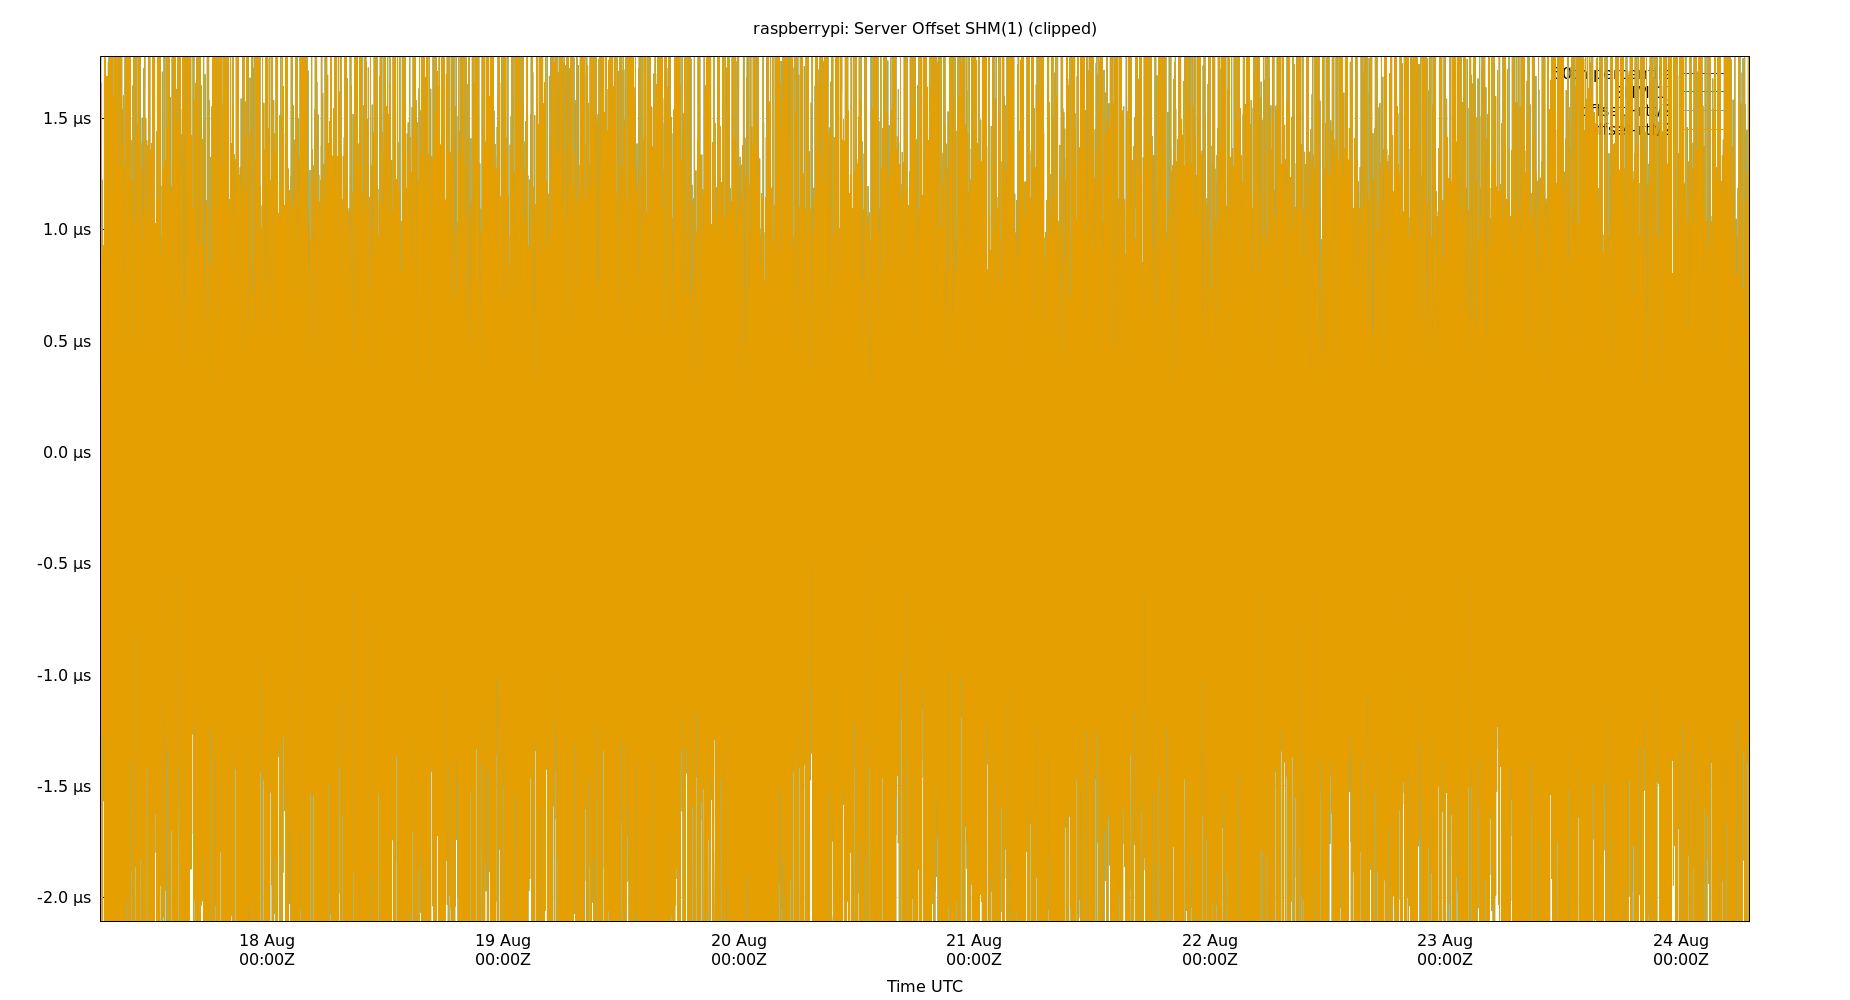 raspberrypi: Server Offset SHM(1) (clipped)
1.5 µs
1.0 µs
0.5 µs
0.0 µs
-0.5 µs
-1.0 µs
-1.5 µs
-2.0 µs
18 Aug 19 Aug 20 Aug 21 Aug 22 Aug 23 Aug 24 Aug
00:00Z 00:00Z 00:00Z 00:00Z 00:00Z 00:00Z 00:00Z
Time UTC